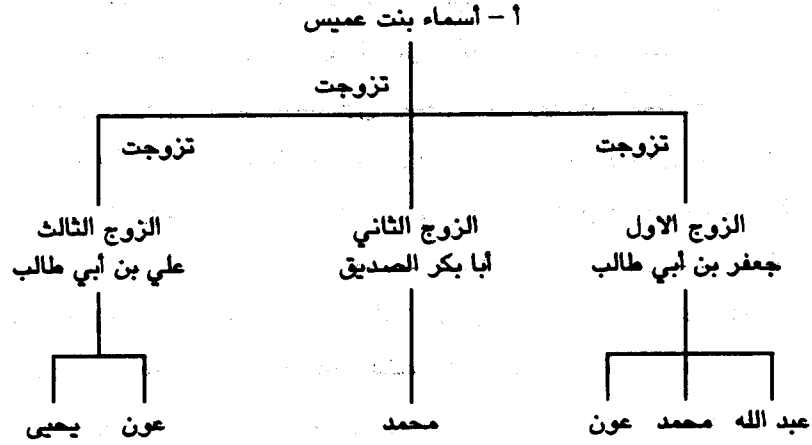 أ – أسماء بنت عميس
تزوجت
تزوجت
تزوجت
الزوج الاول
جعفر بن أبي طالب
الزوج الثاني
أبا بكر الصديق
الزوج الثالث
علي بن أبي طالب
عبد الله محمد عون
محمد
عون يحيى